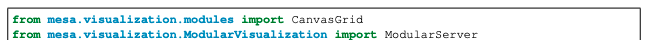 from mesa.visualization.modules import CanvasGrid
from mesa.visualization.ModularVisualization import ModularServer